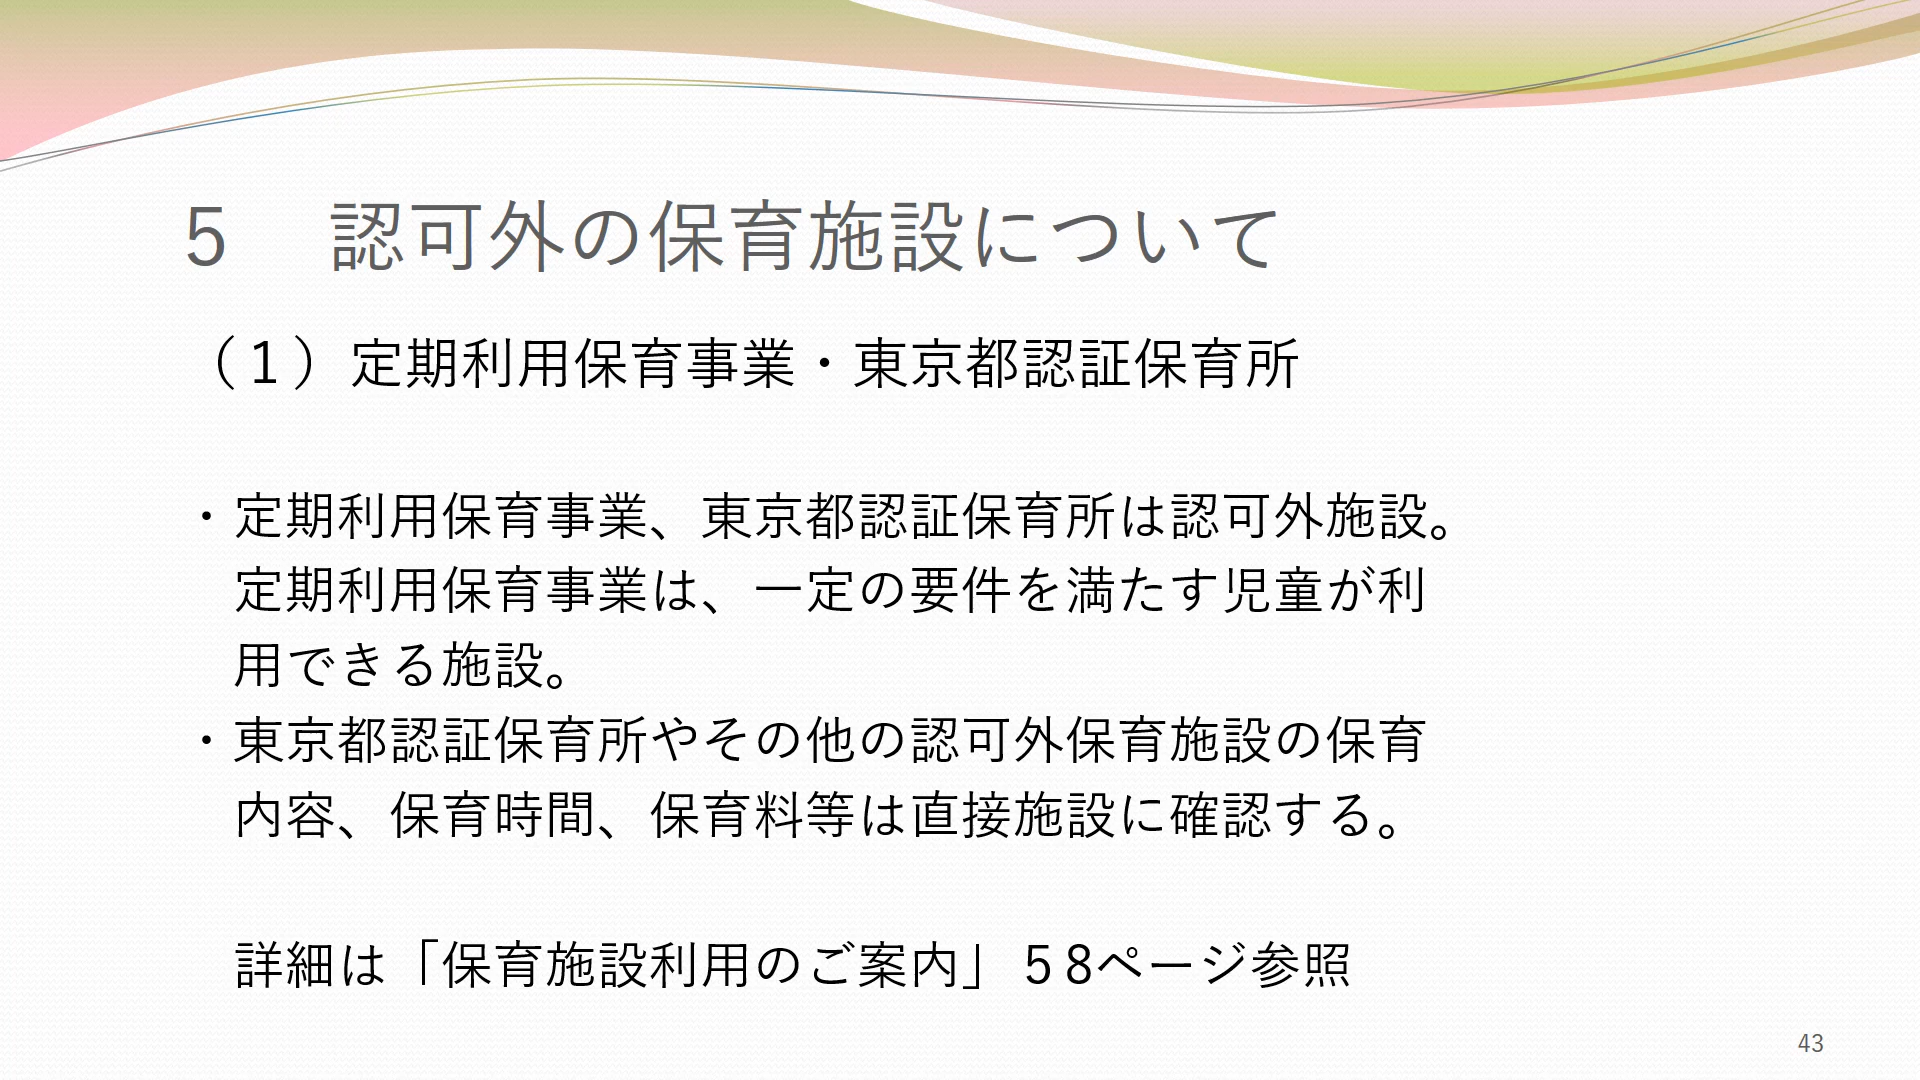 ５　認可外の保育施設について
（１）定期利用保育事業・東京都認証保育所
・定期利用保育事業、東京都認証保育所は認可外施設。
定期利用保育事業は、一定の要件を満たす児童が利
用できる施設。
・東京都認証保育所やその他の認可外保育施設の保育
内容、保育時間、保育料等は直接施設に確認する。
詳細は「保育施設利用のご案内」５８ページ参照
43